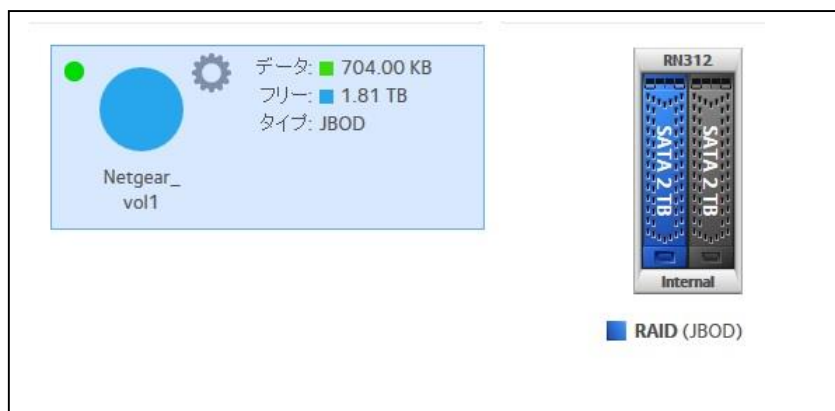 データ: 704.00 KB
フリー: 1.81 TB
タイプ: JBOD
Netgear_
vol1
RN312
SATA 2 TB
SATA 2 TB
Internal
RAID (JBOD)